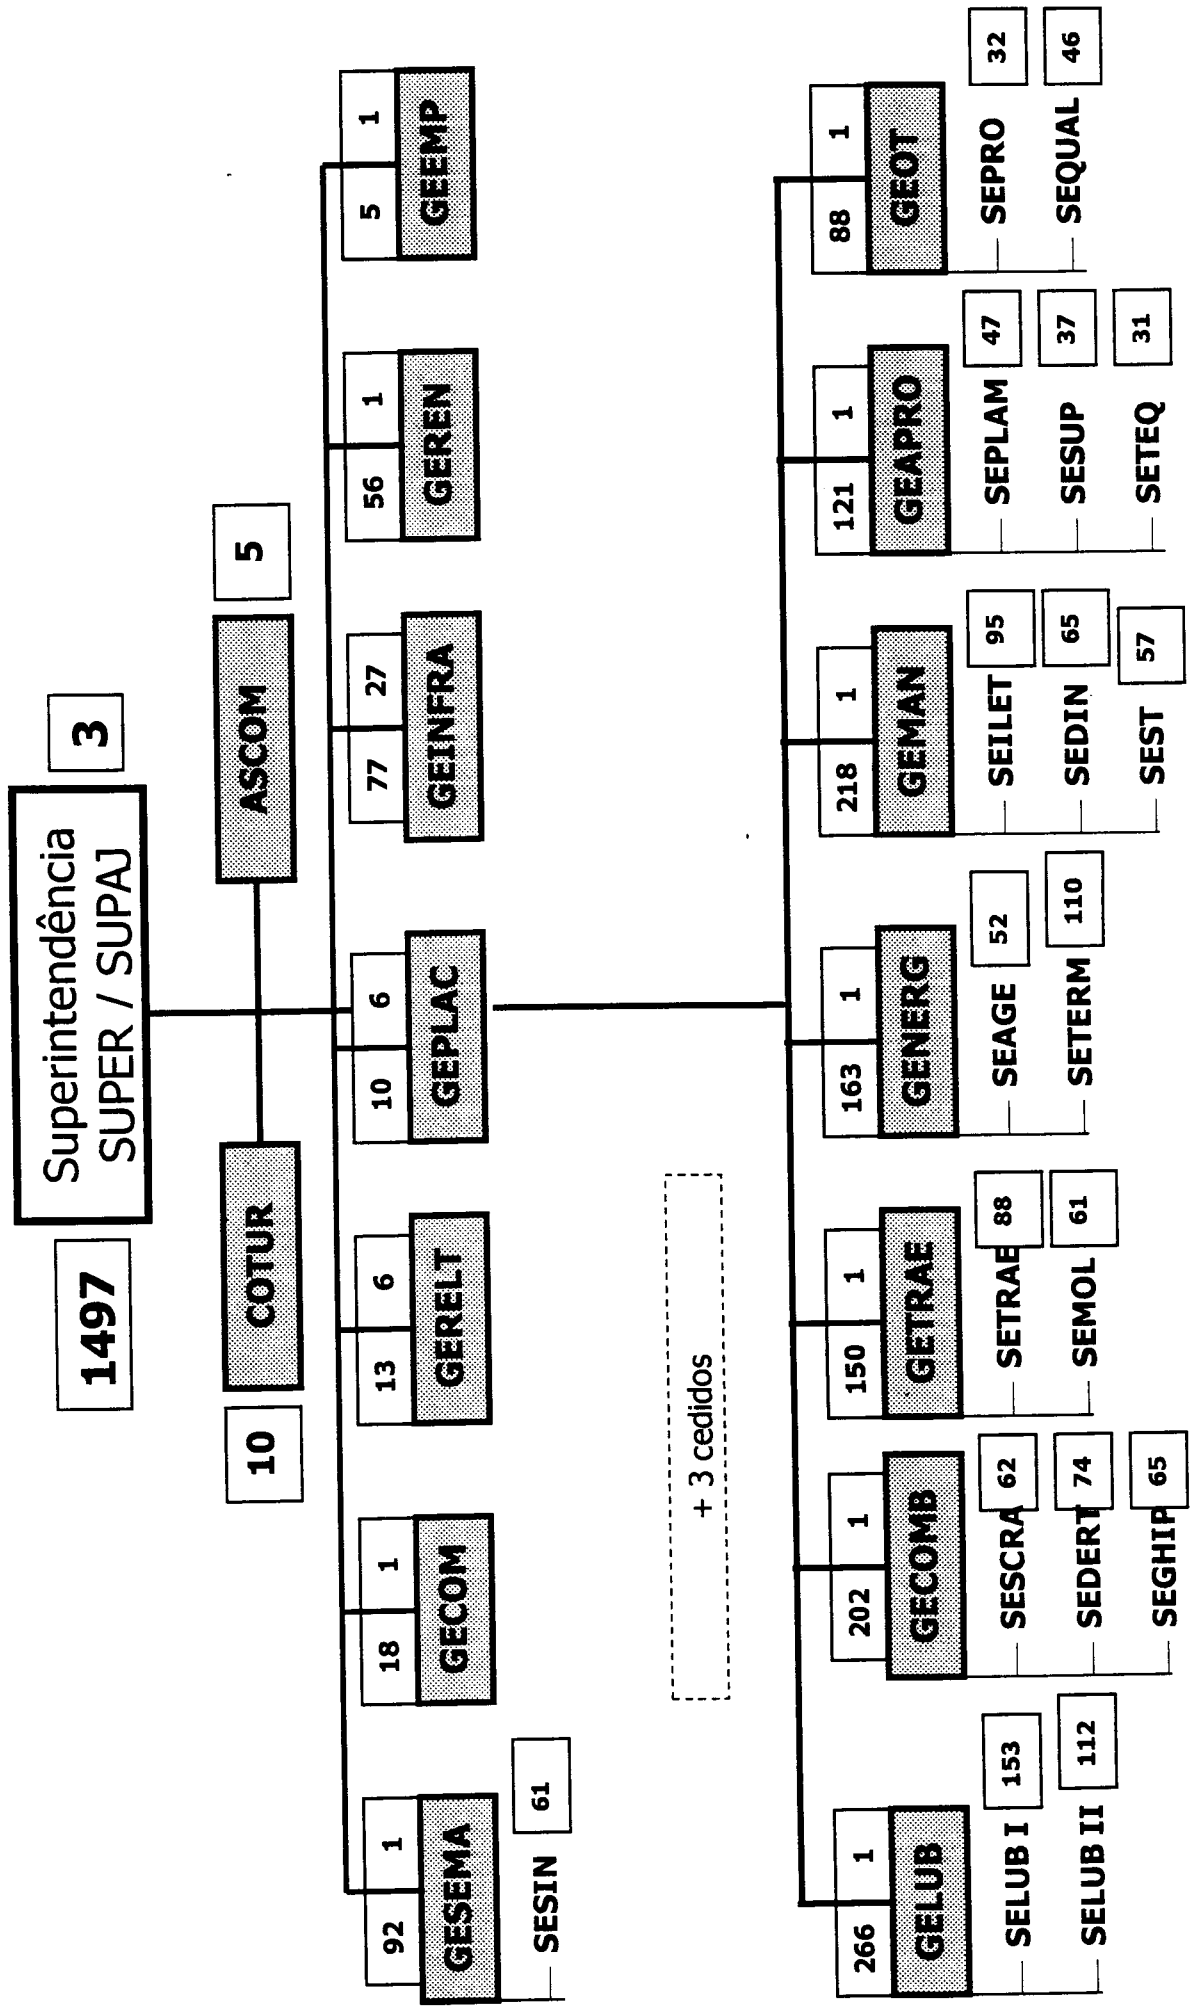 Superintendência
SUPER / SUPAJ
1497
3
COTUR
10
ASCOM
5
92
1
GESEMA
SESIN
61
18
1
GECOM
13
6
GERELT
10
6
GEPLAC
77
27
GEINFRA
56
1
GEREN
5
1
GEEMP
+ 3 cedidos
266
1
GELUB
SELUB I
153
SELUB II
112
202
1
GECOMB
SESCRA
62
SEDERT
74
SEGHIP
65
150
1
GETRAE
SETRAE
88
SEMOL
61
163
1
GENERG
SEAGE
52
SETERM
110
218
1
GEMAN
SEILET
95
SEDIN
65
SEST
57
121
1
GEAPRO
SEPLAM
47
SESUP
37
SETEQ
31
88
1
GEOT
SEPRO
32
SEQUAL
46